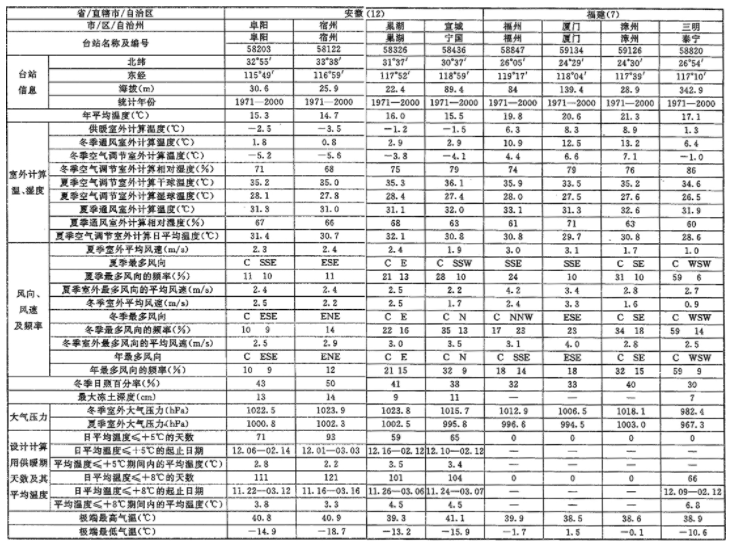 省/直辖市/自治区 安徽(12) 福建(7)
市/区/自治州 阜阳 宿州 巢湖 宣城 福州 厦门 漳州 三明
台站名称及编号 阜阳 宿州 巢湖 宁国 福州 厦门 漳州 泰宁
58203 58122 58326 58436 58847 59134 59126 58820
台站信息
北纬 32°55′ 33°38′ 31°37′ 30°37′ 26°05′ 24°29′ 24°30′ 26°54′
东经 115°49′ 116°59′ 117°52′ 118°59′ 119°17′ 118°04′ 117°39′ 117°10′
海拔(m) 30.6 25.9 22.4 89.4 84 139.4 28.9 342.9
统计年份 1971—2000 1971—2000 1971—2000 1971—2000 1971—2000 1971—2000 1971—2000 1971—2000
年平均温度(℃) 15.3 14.7 16.0 15.5 19.8 20.6 21.3 17.1
室外计算温、湿度
供暖室外计算温度(℃) -2.5 -3.5 -1.2 -1.5 6.3 8.3 8.9 1.3
冬季通风室外计算温度(℃) 1.8 0.8 2.9 2.9 10.9 12.5 13.2 6.4
冬季空气调节室外计算温度(℃) -5.2 -5.6 -3.8 -4.1 4.4 6.6 7.1 -1.0
冬季空气调节室外计算相对湿度(%) 71 68 75 79 74 79 76 86
夏季空气调节室外计算干球温度(℃) 35.2 35.0 35.3 36.1 35.9 33.5 35.2 34.6
夏季空气调节室外计算湿球温度(℃) 28.1 27.8 28.4 27.4 28.0 27.5 27.6 26.5
夏季通风室外计算温度(℃) 31.3 31.0 31.1 32.0 33.1 31.3 32.6 31.9
夏季通风室外计算相对湿度(%) 67 66 68 63 61 71 63 60
夏季空气调节室外计算日平均温度(℃) 31.4 30.7 32.1 30.8 30.8 29.7 30.8 28.6
风向、风速及频率
夏季室外平均风速(m/s) 2.3 2.4 2.4 1.9 3.0 3.1 1.7 1.0
夏季最多风向 C SSE ESE C E C SSW SSE SSE C SE C WSW
夏季最多风向的频率(%) 11 10 11 21 13 28 10 24 10 31 10 59 6
夏季室外最多风向的平均风速(m/s) 2.4 2.4 2.5 2.2 4.2 3.4 2.8 2.7
冬季室外平均风速(m/s) 2.5 2.2 2.5 1.7 2.4 3.3 1.6 0.9
冬季最多风向 C ESE ENE C E C N C NNW ESE C SE C WSW
冬季最多风向的频率(%) 10 9 14 22 16 35 13 17 23 23 34 18 59 14
冬季室外最多风向的平均风速(m/s) 2.5 2.9 3.0 3.5 3.1 4.0 2.8 2.5
年最多风向 C ESE ENE C E C N C SSE ESE C SE C WSW
年最多风向的频率(%) 10 9 12 21 15 32 9 18 14 18 32 15 59 9
冬季日照百分率(%) 43 50 41 38 32 33 40 30
最大冻土深度(cm) 13 14 9 11 — — — 7
大气压力
冬季室外大气压力(hPa) 1022.5 1023.9 1023.8 1015.7 1012.9 1006.5 1018.1 982.4
夏季室外大气压力(hPa) 1000.8 1002.3 1002.5 995.8 996.6 994.5 1003.0 967.3
设计计算用供暖期天数及其平均温度
日平均温度≤+5℃的天数 71 93 59 65 0 0 0 0
日平均温度≤+5℃的起止日期 12.06—02.14 12.01—03.03 12.16—02.12 12.10—02.12 — — — —
平均温度≤+5℃期间内的平均温度(℃) 2.8 2.2 3.5 3.4 — — — —
日平均温度≤+8℃的天数 111 121 101 104 0 0 0 66
日平均温度≤+8℃的起止日期 11.22—03.12 11.16—03.16 11.26—03.06 11.24—03.07 — — — 12.09—02.12
平均温度≤+8℃期间内的平均温度(℃) 3.8 3.3 4.5 4.5 — — — 6.8
极端最高气温(℃) 40.8 40.9 39.3 41.1 39.9 38.5 38.6 38.9
极端最低气温(℃) -14.9 -18.7 -13.2 -15.9 -1.7 1.5 -0.1 -10.6